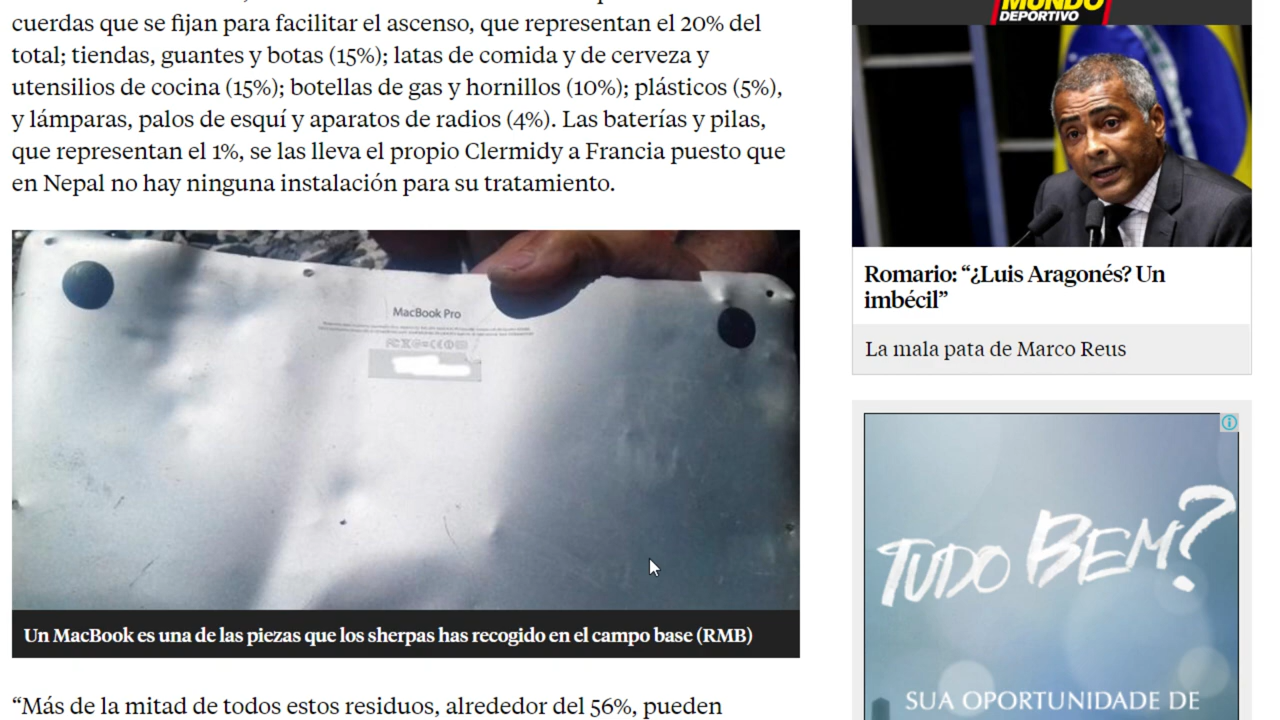 cuerdas que se fijan para facilitar el ascenso, que representan el 20% del
total; tiendas, guantes y botas (15%); latas de comida y de cerveza y
utensilios de cocina (15%); botellas de gas y hornillos (10%); plásticos (5%),
y lámparas, palos de esquí y aparatos de radios (4%). Las baterías y pilas,
que representan el 1%, se las lleva el propio Clermidy a Francia puesto que
en Nepal no hay ninguna instalación para su tratamiento.
MacBook Pro
Un MacBook es una de las piezas que los sherpas has recogido en el campo base (RMB)
“Más de la mitad de todos estos residuos, alrededor del 56%, pueden
MUNDO
DEPORTIVO
Romario: “¿Luis Aragonés? Un
imbécil”
La mala pata de Marco Reus
TUDO BEM?
SUA OPORTUNIDADE DE